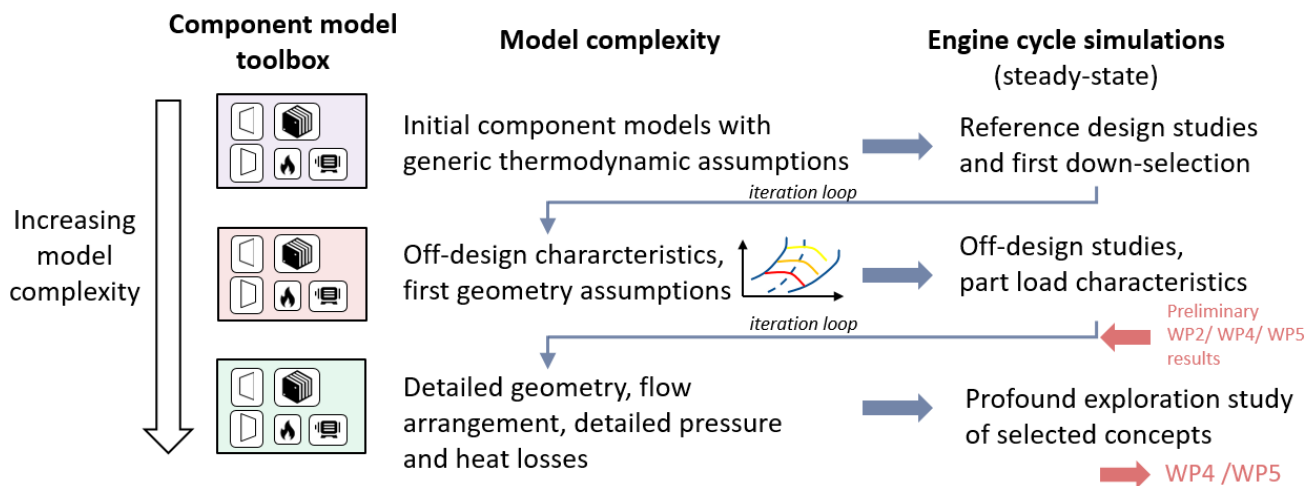 Component model
toolbox
Model complexity
Engine cycle simulations
(steady-state)
Increasing
model
complexity
Initial component models with
generic thermodynamic assumptions
Reference design studies
and first down-selection
iteration loop
Off-design chararcteristics,
first geometry assumptions
Off-design studies,
part load characteristics
iteration loop
Preliminary
WP2/ WP4/ WP5
results
Detailed geometry, flow
arrangement, detailed pressure
and heat losses
Profound exploration study
of selected concepts
WP4 /WP5